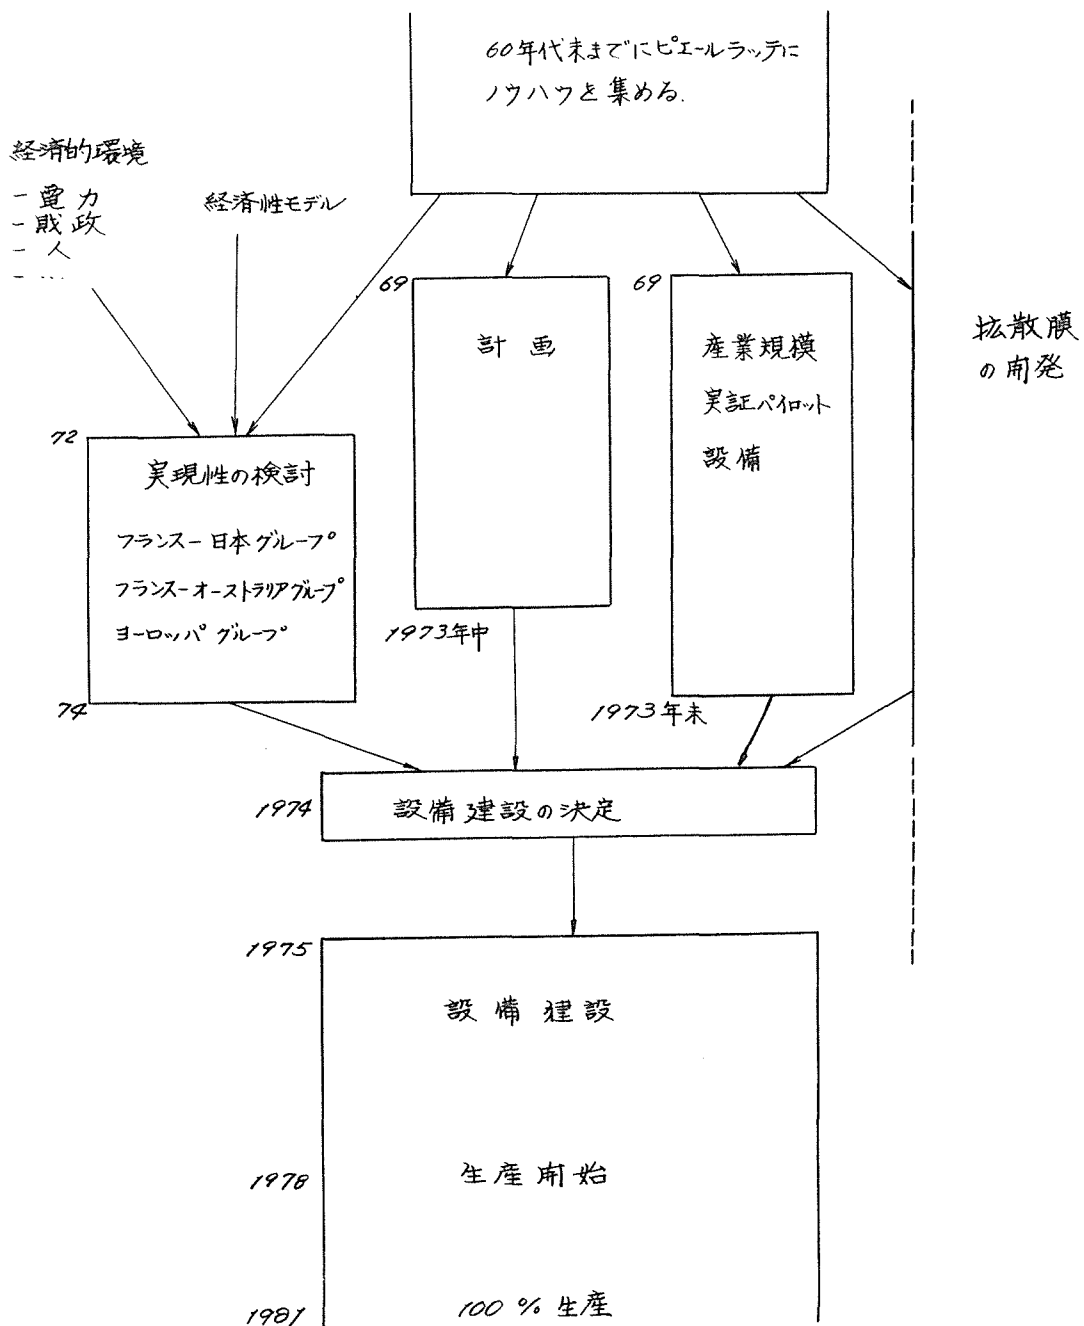 60年代末までにピエールラッテに
ノウハウを集める.
経済的環境
- 電力
- 財政
- 人
- ...
経済性モデル
69
計画
1973年中
69
産業規模
実証パイロット
設備
1973年末
拡散膜
の開発
72
実現性の検討
フランスー日本グループ
フランスーオーストラリアグループ
ヨーロッパグループ
74
1974
設備建設の決定
1975
設備建設
1978
生産開始
1981
100%生産